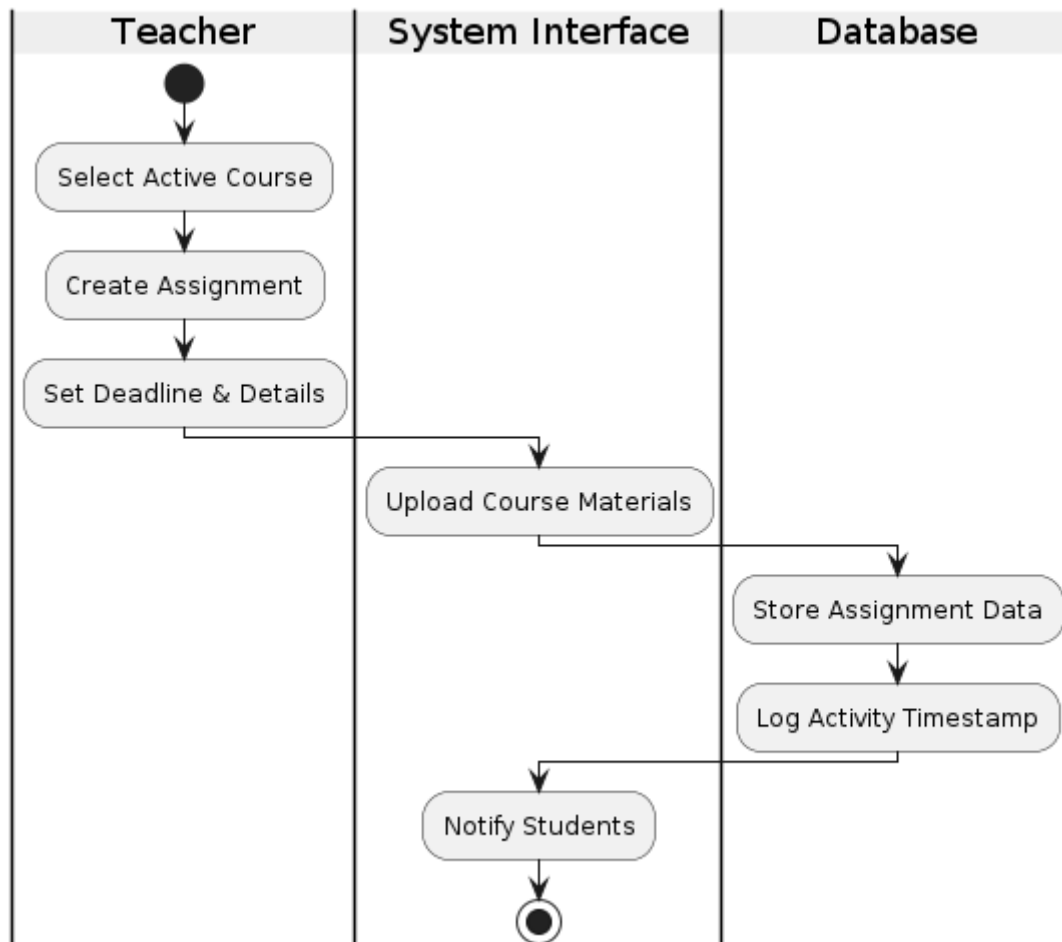 Teacher
System Interface
Database
Select Active Course
Create Assignment
Set Deadline & Details
Upload Course Materials
Store Assignment Data
Log Activity Timestamp
Notify Students